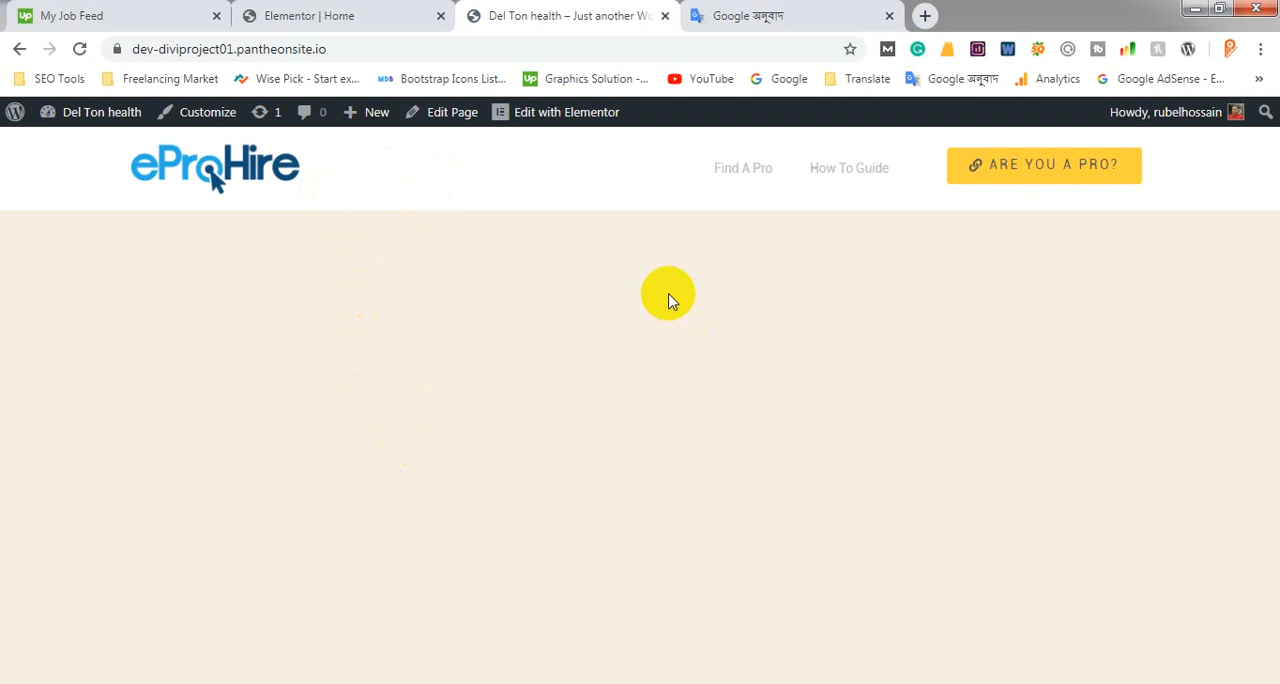 My Job Feed
Elementor | Home
Del Ton health – Just another Wo
Google অনুবাদ
dev-diviproject01.pantheonsite.io
SEO Tools
Freelancing Market
Wise Pick - Start ex...
Bootstrap Icons List...
Graphics Solution -...
YouTube
Google
Translate
Google অনুবাদ
Analytics
Google AdSense - E...
»
Del Ton health
Customize
1
0
New
Edit Page
Edit with Elementor
Howdy, rubelhossain
eProHire
Find A Pro
How To Guide
ARE YOU A PRO?